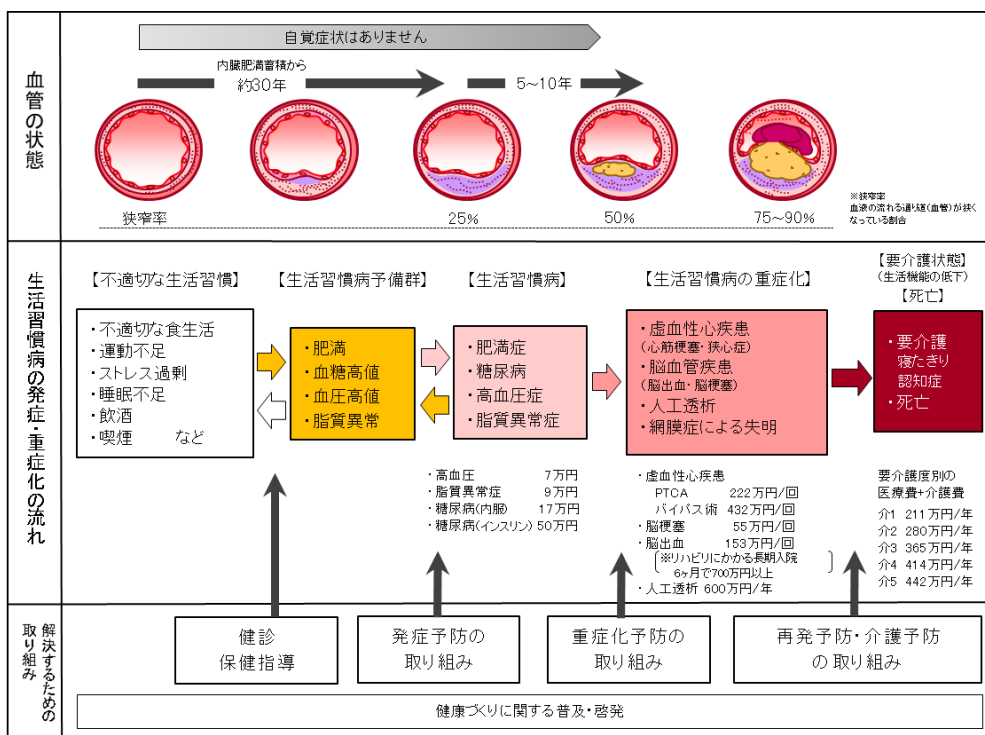 血管の状態
自覚症状はありません
内臓肥満蓄積から
約30年
5~10年
狭窄率
25%
50%
75~90%
※狭窄率
血液の流れる通り道(血管)が狭く
なっている割合
生活習慣病の発症・重症化の流れ
【不適切な生活習慣】
・不適切な食生活
・運動不足
・ストレス過剰
・睡眠不足
・飲酒
・喫煙 など
【生活習慣病予備群】
・肥満
・血糖高値
・血圧高値
・脂質異常
【生活習慣病】
・肥満症
・糖尿病
・高血圧症
・脂質異常症
【生活習慣病の重症化】
・虚血性心疾患
(心筋梗塞・狭心症)
・脳血管疾患
(脳出血・脳梗塞)
・人工透析
・網膜症による失明
【要介護状態】
(生活機能の低下)
【死亡】
・要介護
寝たきり
認知症
・死亡
・高血圧 7万円
・脂質異常症 9万円
・糖尿病(内服) 17万円
・糖尿病(インスリン) 50万円
・虚血性心疾患
PTCA 222万円/回
バイパス術 432万円/回
・脳梗塞 55万円/回
・脳出血 153万円/回
(※リハビリにかかる長期入院
6ヶ月で700万円以上)
・人工透析 600万円/年
要介護度別の
医療費+介護費
介1 211万円/年
介2 280万円/年
介3 365万円/年
介4 414万円/年
介5 442万円/年
解決するための
取り組み
健診
保健指導
発症予防の
取り組み
重症化予防の
取り組み
再発予防・介護予防
の取り組み
健康づくりに関する普及・啓発